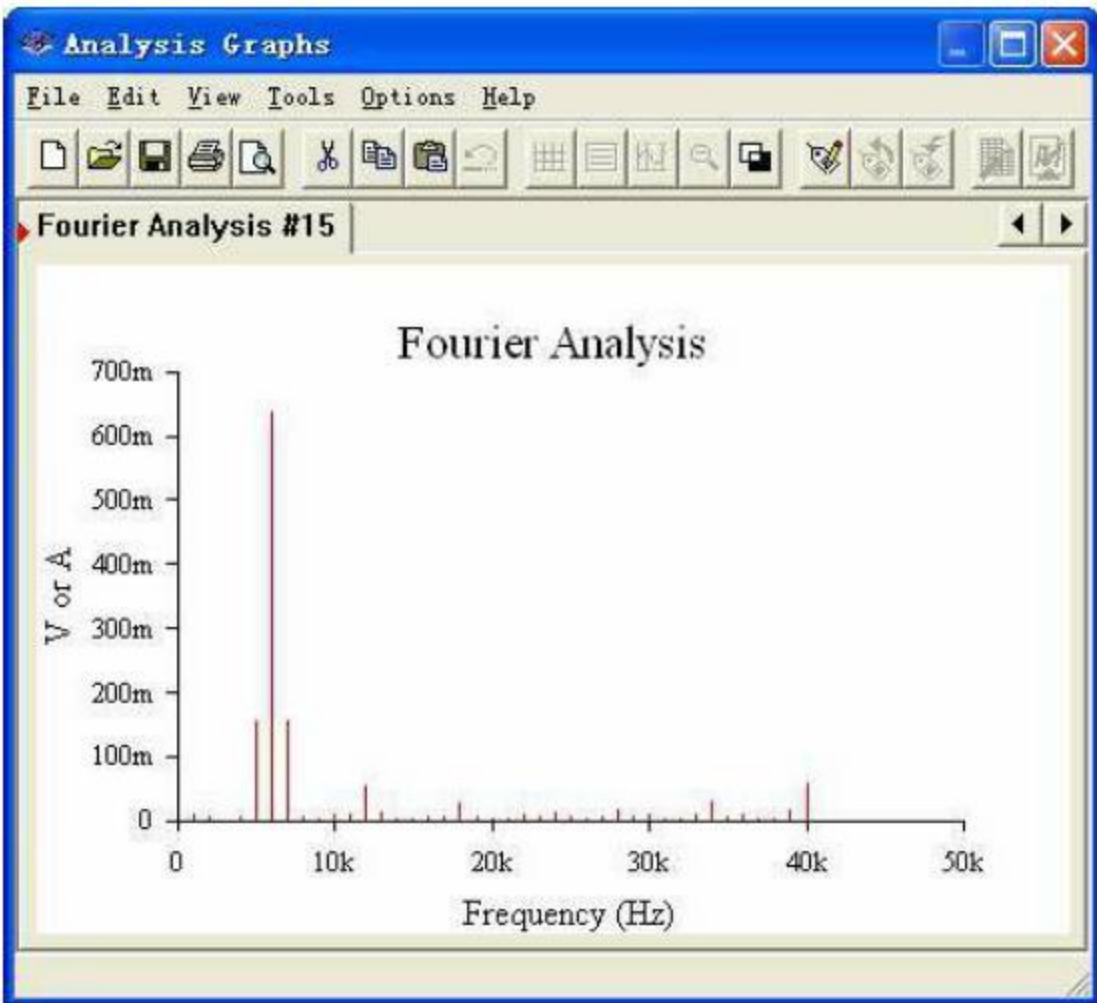 Analysis Graphs
File Edit View Tools Options Help
Fourier Analysis #15
Fourier Analysis
700m
600m
500m
400m
300m
200m
100m
0
V or A
0 10k 20k 30k 40k 50k
Frequency (Hz)